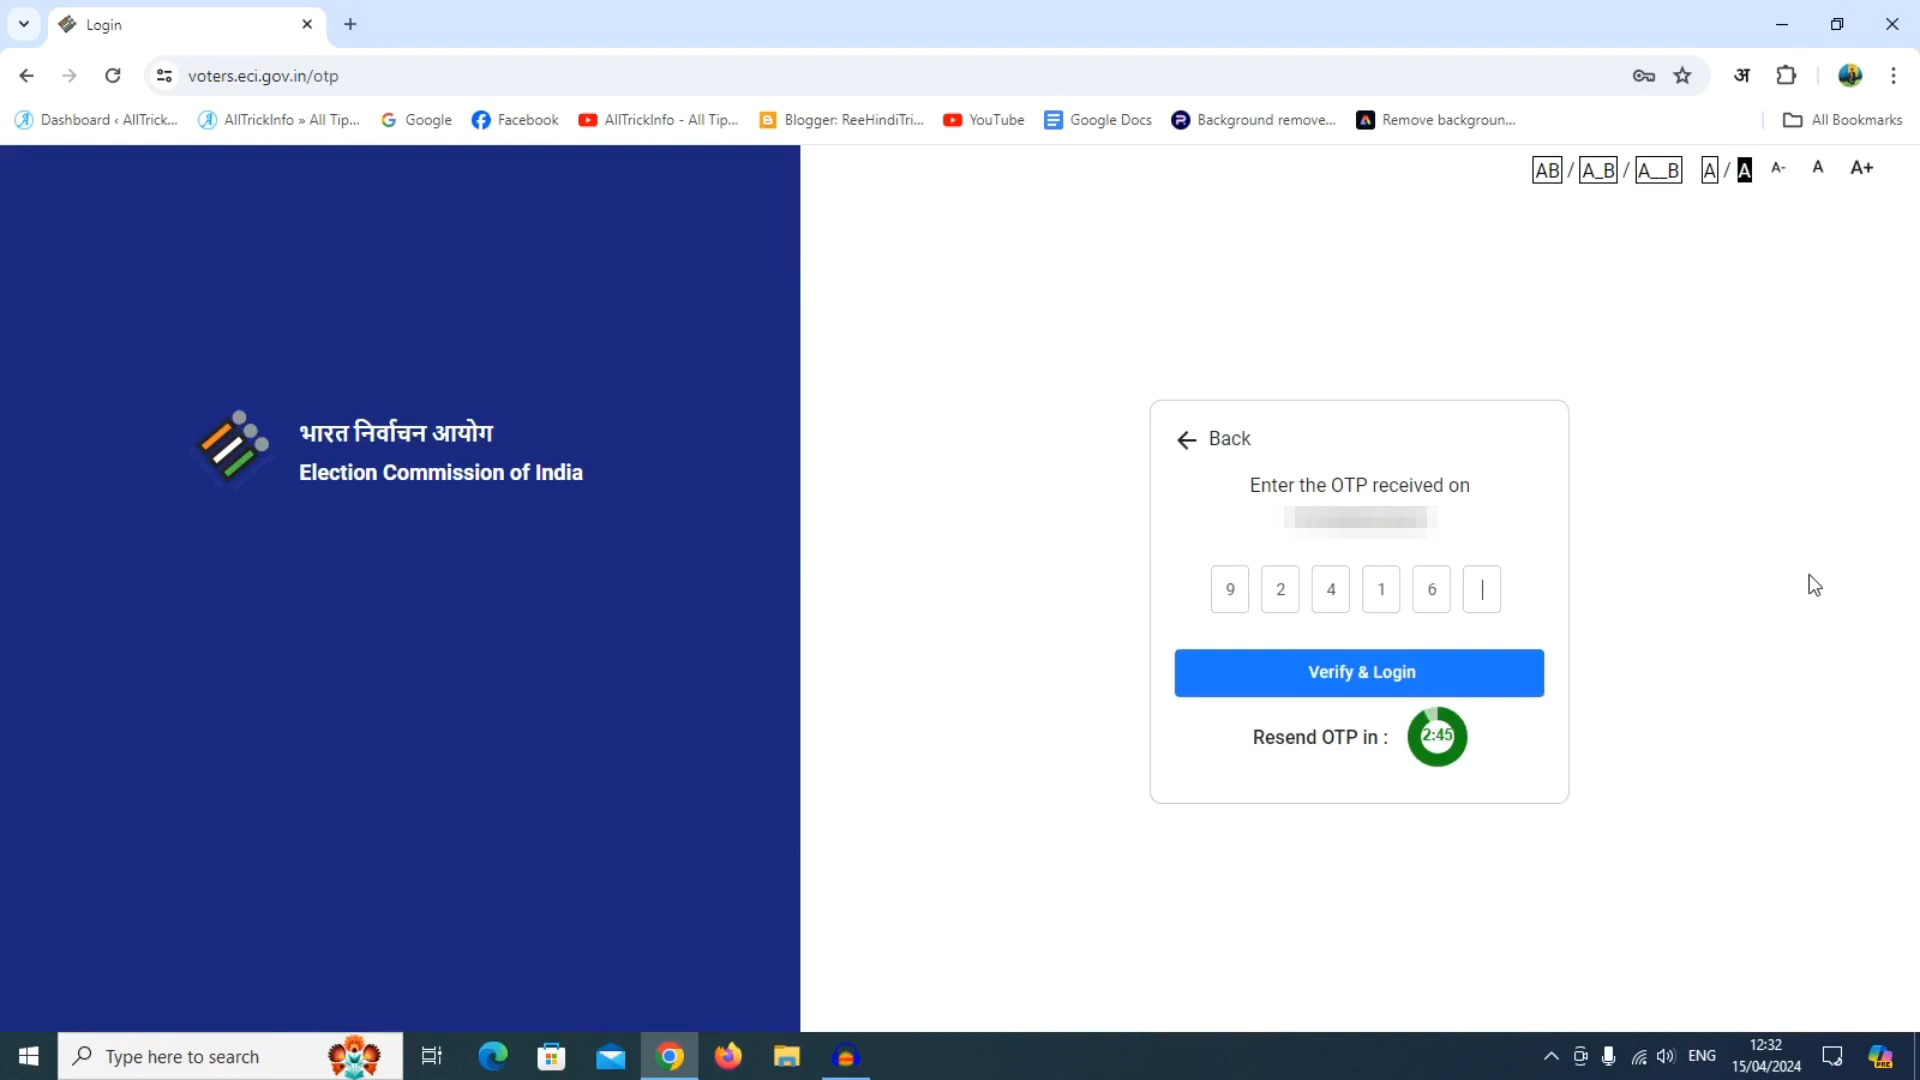 Login
voters.eci.gov.in/otp
अ
Dashboard ‹ AllTrick...
AllTrickInfo » All Tip...
Google
Facebook
AllTrickInfo - All Tip...
Blogger: ReeHindiTri...
YouTube
Google Docs
Background remove...
Remove backgroun...
All Bookmarks
AB / A_B / A__B A / A A- A A+
भारत निर्वाचन आयोग
Election Commission of India
Back
Enter the OTP received on
9 2 4 1 6
Verify & Login
Resend OTP in : 2:45
Type here to search
ENG
12:32
15/04/2024
PRE